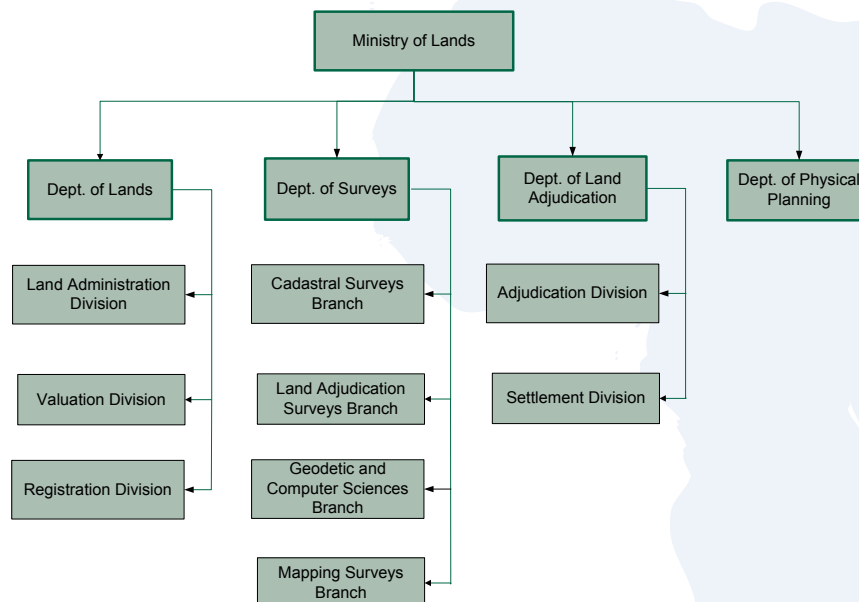 Ministry of Lands
Dept. of Lands
Dept. of Surveys
Dept. of Land
Adjudication
Dept. of Physical
Planning
Land Administration
Division
Cadastral Surveys
Branch
Adjudication Division
Valuation Division
Land Adjudication
Surveys Branch
Settlement Division
Registration Division
Geodetic and
Computer Sciences
Branch
Mapping Surveys
Branch